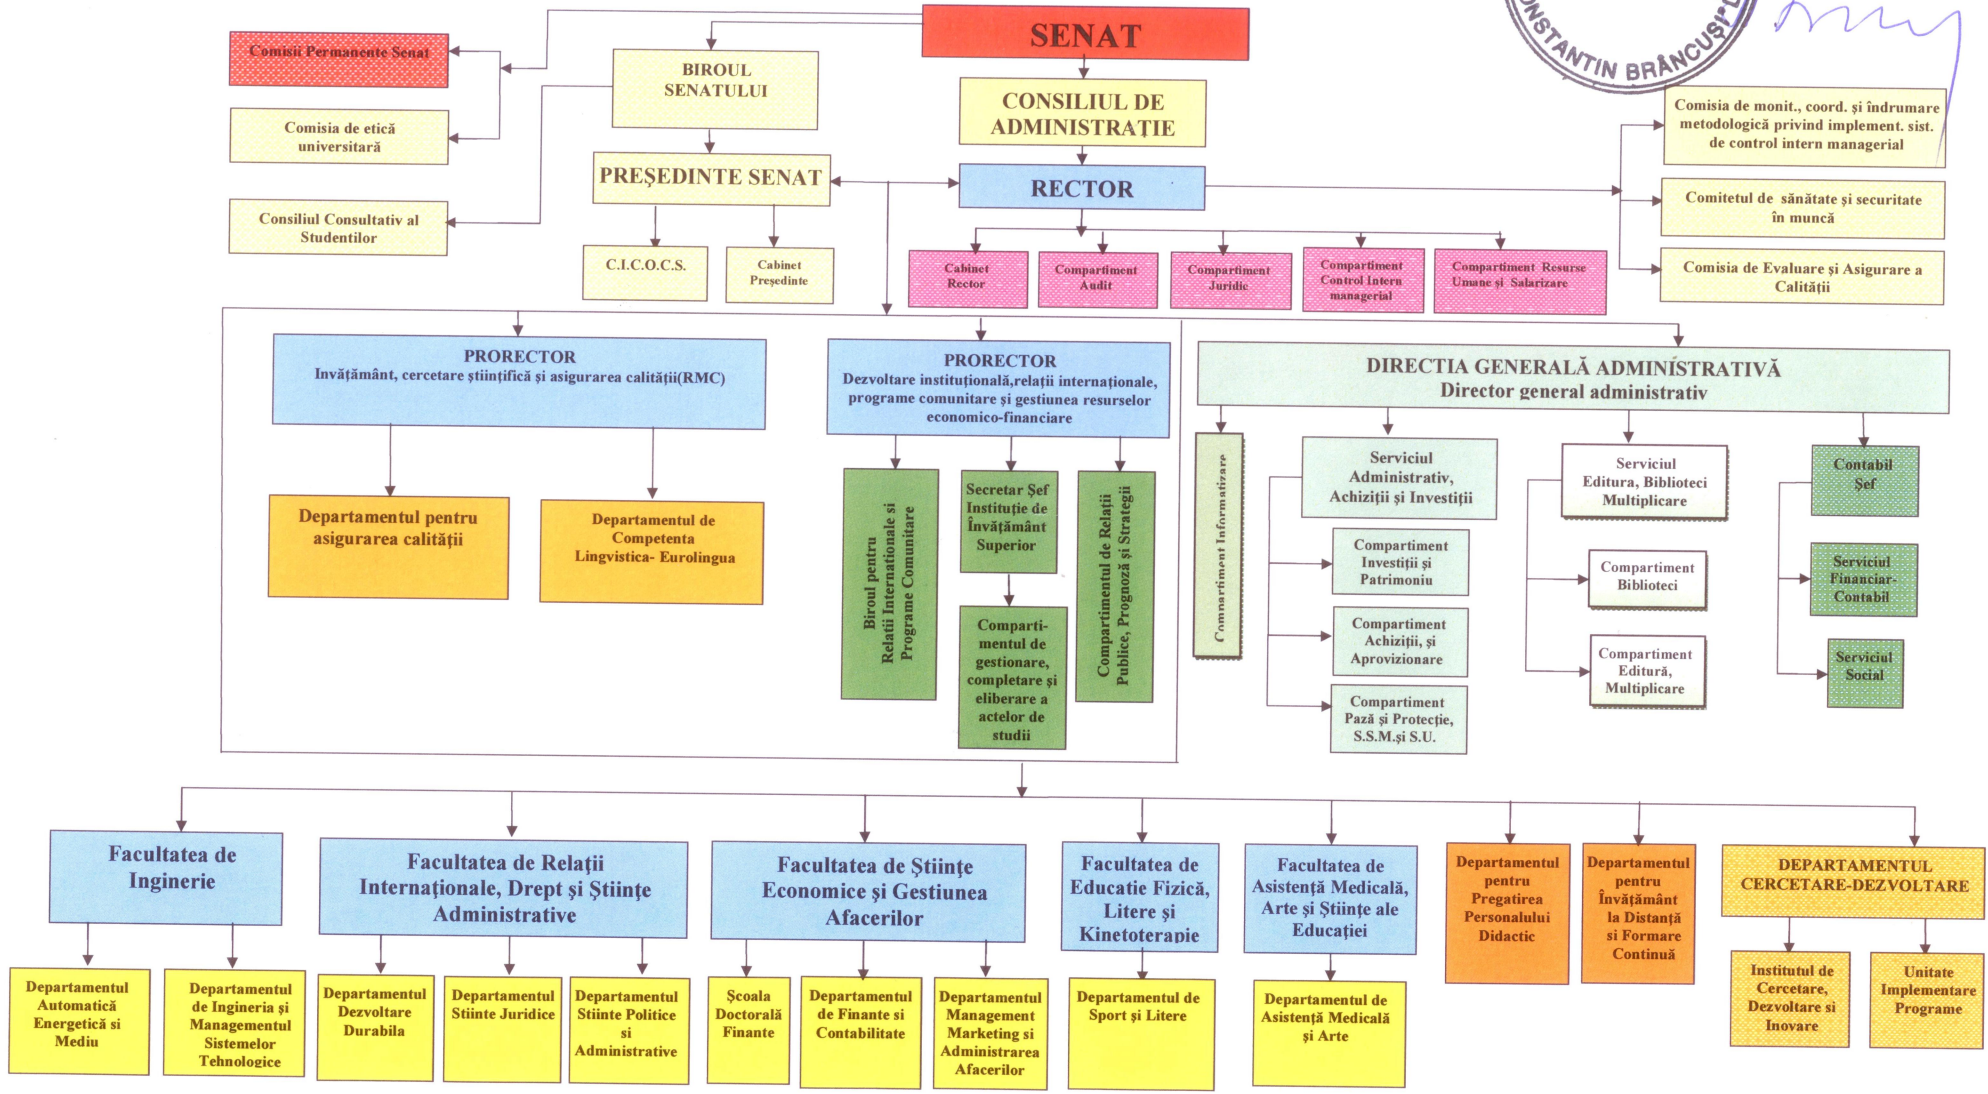 SENAT
CONSTANTIN BRÂNCUȘI
Comisii Permanente Senat
BIROUL
SENATULUI
CONSILIUL DE
ADMINISTRAŢIE
Comisia de monit., coord. şi îndrumare
metodologică privind implement. sist.
de control intern managerial
Comisia de etică
universitară
PREŞEDINTE SENAT
RECTOR
Comitetul de sănătate şi securitate
în muncă
Consiliul Consultativ al
Studentilor
C.I.C.O.C.S.
Cabinet
Preşedinte
Cabinet
Rector
Compartiment
Audit
Compartiment
Juridic
Compartiment
Control Intern
managerial
Compartiment Resurse
Umane şi Salarizare
Comisia de Evaluare şi Asigurare a
Calităţii
PRORECTOR
Invăţământ, cercetare ştiinţifică şi asigurarea calităţii(RMC)
PRORECTOR
Dezvoltare instituţonală,relaţii internaţionale,
programe comunitare şi gestiunea resurselor
economico-financiare
DIRECTIA GENERALĂ ADMINISTRATIVĂ
Director general administrativ
Departamentul pentru
asigurarea calităţii
Departamentul de
Competenta
Lingvistica- Eurolingua
Biroul pentru
Relatii Internationale si
Programe Comunitare
Secretar Şef
Instituţie de
Învăţământ
Superior
Comparti-
mentul de
gestionare,
completare şi
eliberare a
actelor de
studii
Compartimentul de Relaţii
Publice, Prognoză şi Strategii
Compartiment Informatizare
Serviciul
Administrativ,
Achiziţii şi Investiţii
Compartiment
Investiţii şi
Patrimoniu
Compartiment
Achiziţii, şi
Aprovizionare
Compartiment
Pază şi Protecţie,
S.S.M.şi S.U.
Serviciul
Editura, Biblioteci
Multiplicare
Compartiment
Biblioteci
Compartiment
Editură,
Multiplicare
Contabil
Şef
Serviciul
Financiar-
Contabil
Serviciul
Social
Facultatea de
Inginerie
Facultatea de Relaţii
Internaţionale, Drept şi Ştiinţe
Administrative
Facultatea de Ştiinţe
Economice şi Gestiunea
Afacerilor
Facultatea de
Educatie Fizică,
Litere şi
Kinetoterapie
Facultatea de
Asistenţă Medicală,
Arte şi Ştiinţe ale
Educaţiei
Departamentul
pentru
Pregatirea
Personalului
Didactic
Departamentul
pentru
Învăţământ
la Distanţă
si Formare
Continuă
DEPARTAMENTUL
CERCETARE-DEZVOLTARE
Departamentul
Automatică
Energetică si
Mediu
Departamentul
de Ingineria şi
Managementul
Sistemelor
Tehnologice
Departamentul
Dezvoltare
Durabila
Departamentul
Stiinte Juridice
Departamentul
Stiinte Politice
si
Administrative
Şcoala
Doctorală
Finante
Departamentul
de Finante si
Contabilitate
Departamentul
Management
Marketing si
Administrarea
Afacerilor
Departamentul de
Sport şi Litere
Departamentul de
Asistenţă Medicală
şi Arte
Institutul de
Cercetare,
Dezvoltare si
Inovare
Unitate
Implementare
Programe